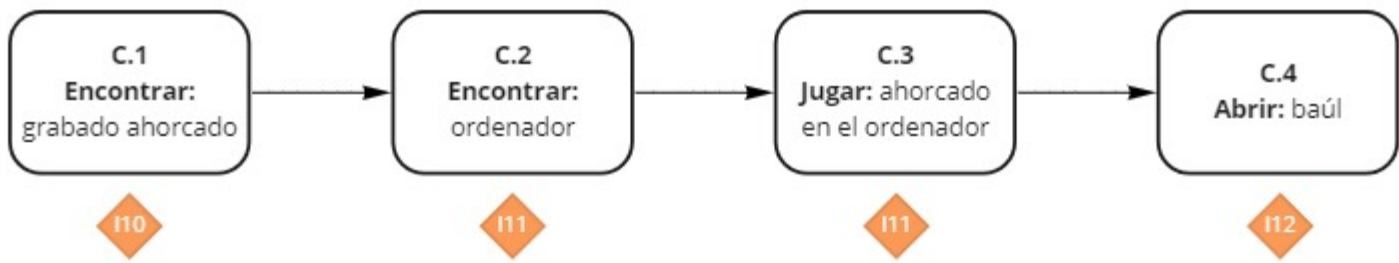 C.1
Encontrar:
grabado ahorcado
C.2
Encontrar:
ordenador
C.3
Jugar: ahorcado
en el ordenador
C.4
Abrir: baúl
I10
I11
I11
I12